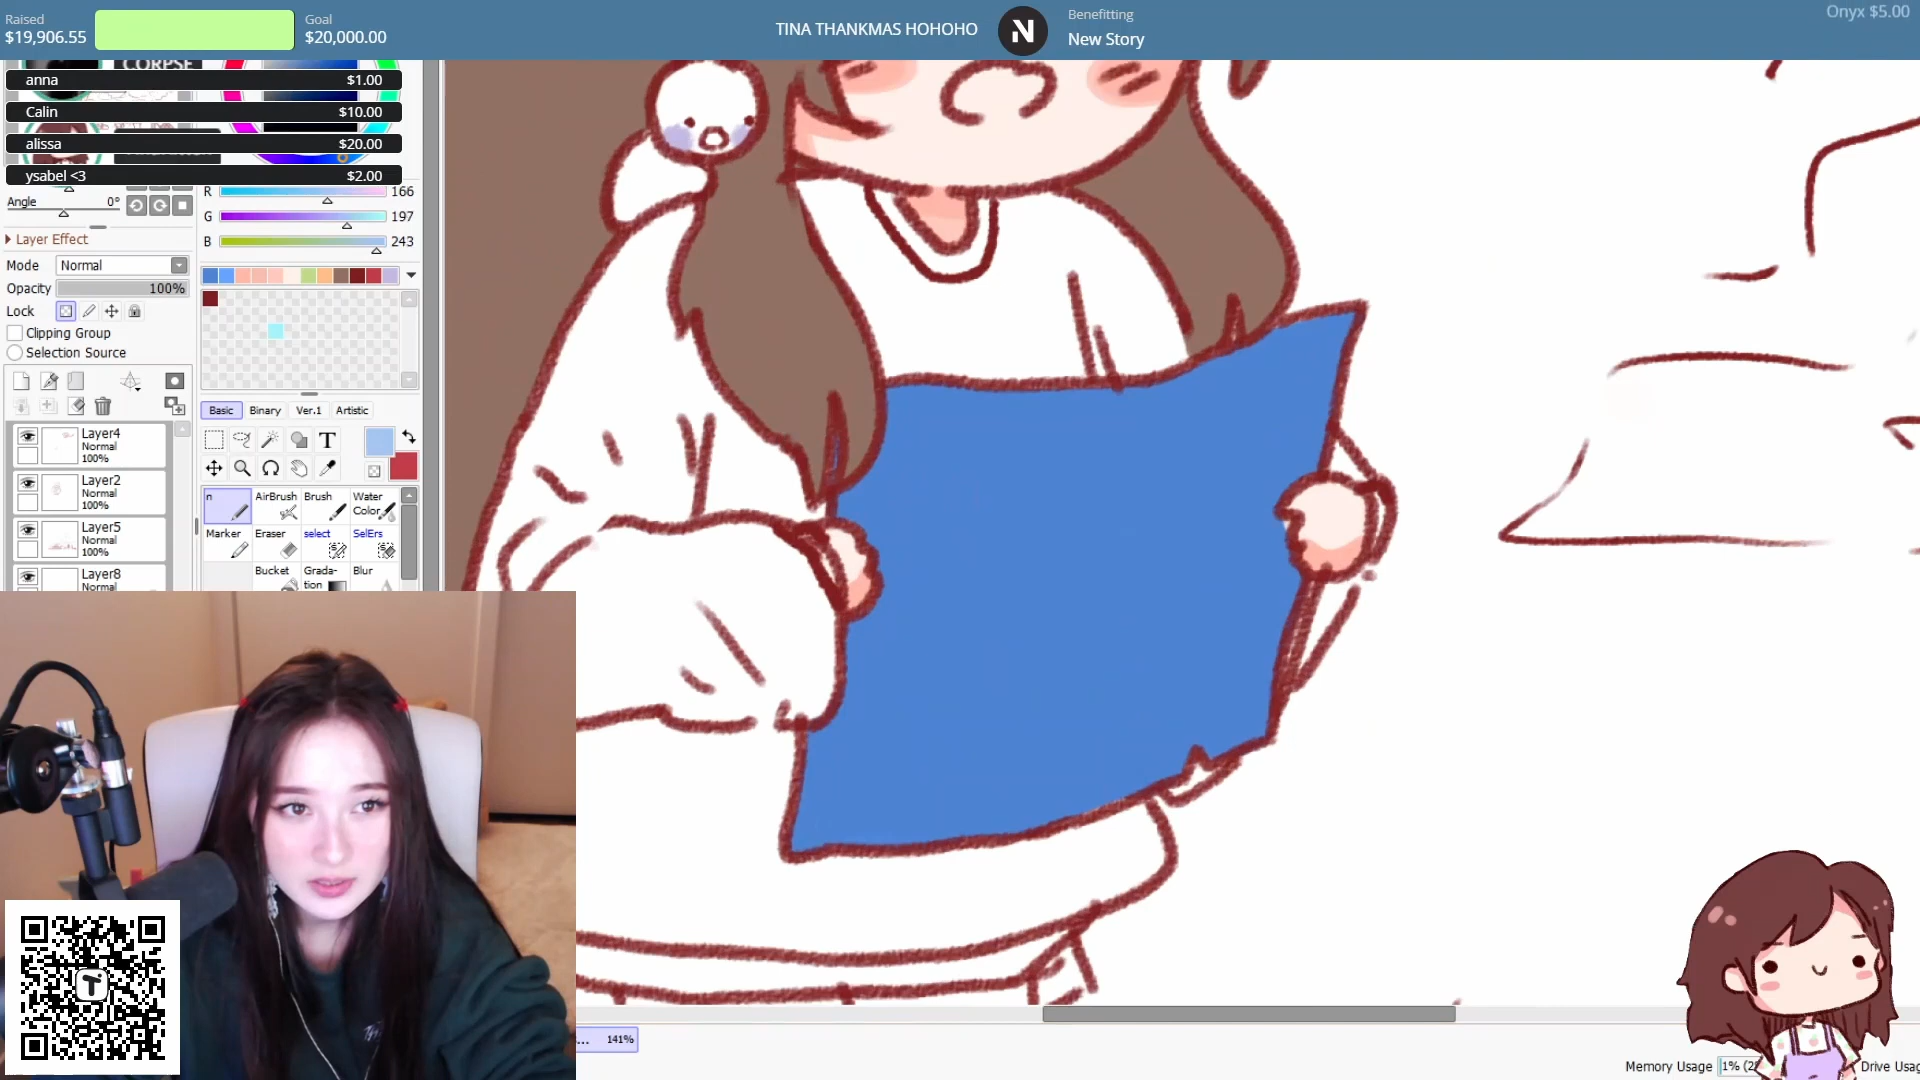 Raised
$19,906.55
Goal
$20,000.00
TINA THANKMAS HOHOHO
N
Benefitting
New Story
Onyx $5.00
CORPSE
anna $1.00
Calin $10.00
alissa $20.00
ysabel <3 $2.00
R 166
Angle 0°
G 197
B 243
Layer Effect
Mode Normal
Opacity 100%
Lock
Clipping Group
Selection Source
Basic Binary Ver.1 Artistic
T
Layer4
Normal
100%
Layer2
Normal
100%
Layer5
Normal
100%
Layer8
Normal
n AirBrush Brush Water
Color
Marker Eraser select SelErs
Bucket Grada-
tion Blur
... 141%
T
Memory Usage 1% (2
Drive Usag